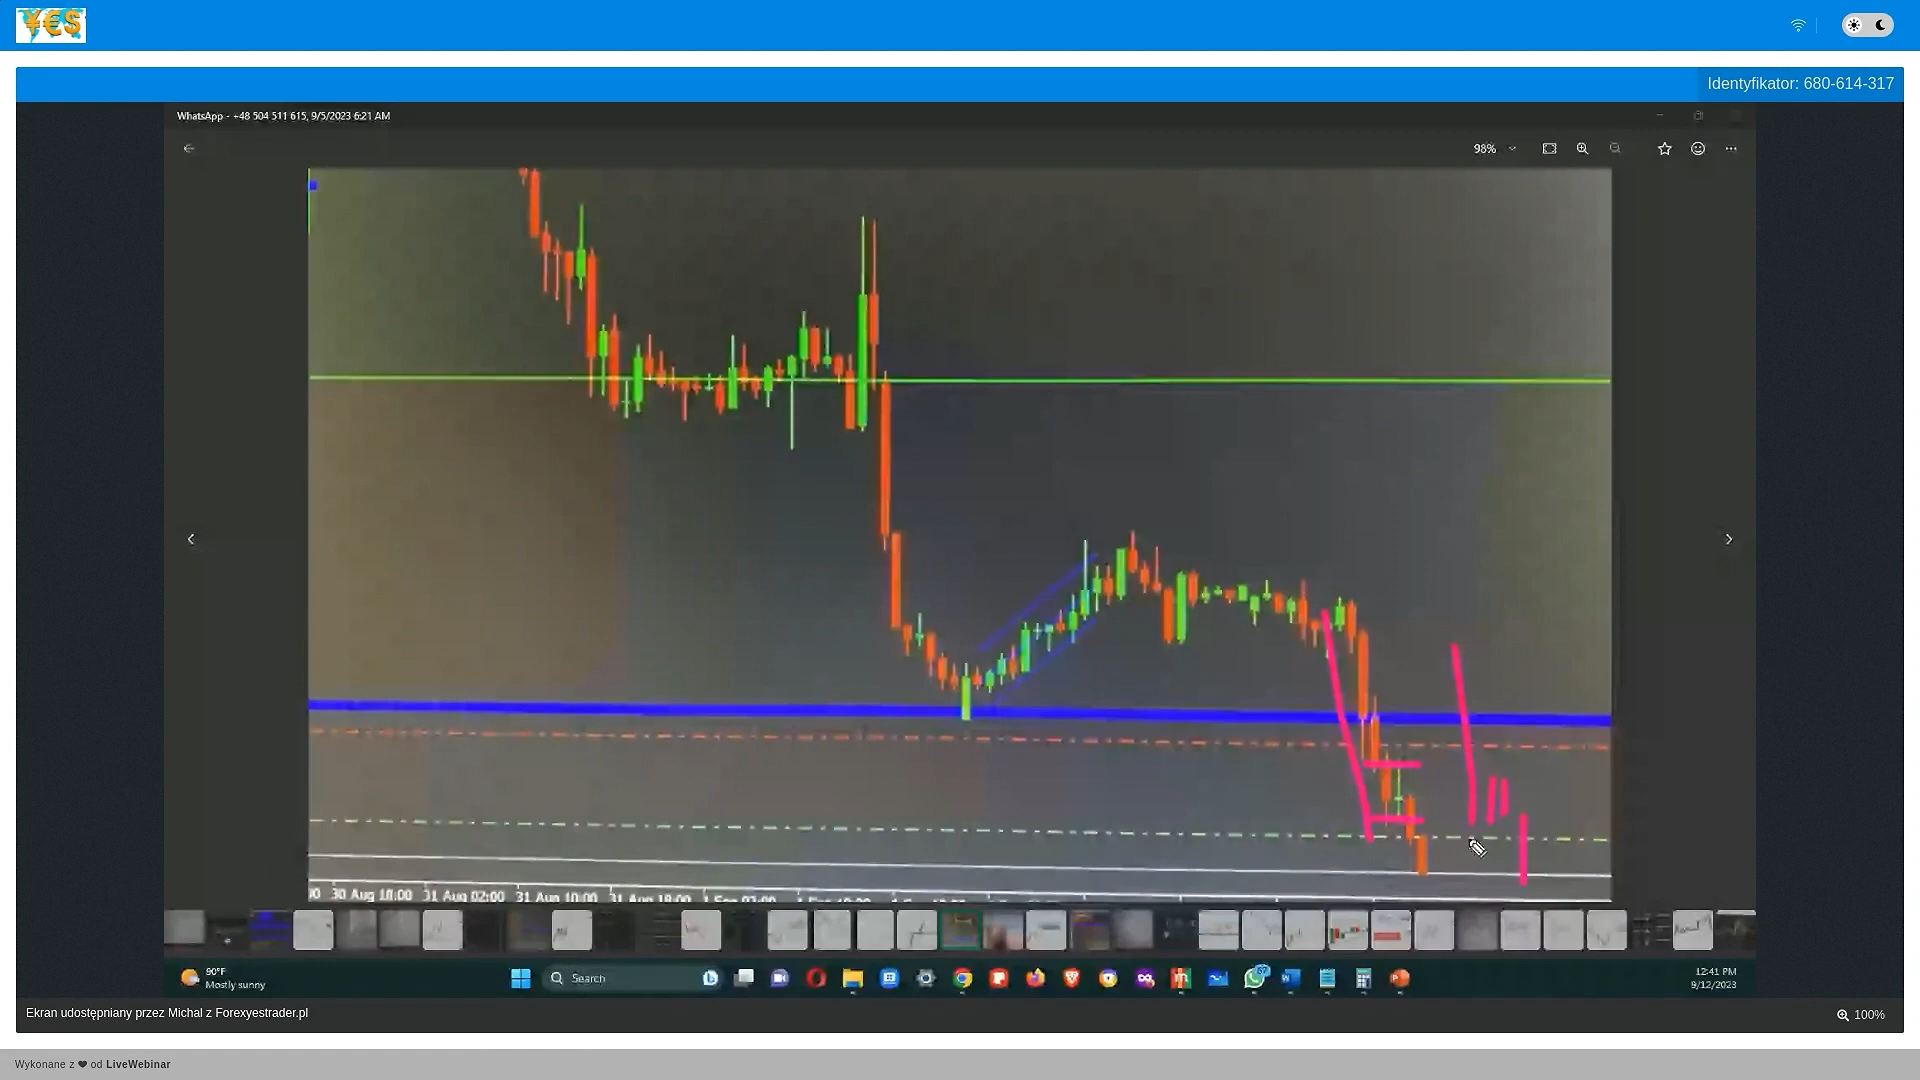 ¥€$
Identyfikator: 680-614-317
WhatsApp - +48 504 511 615, 9/5/2023 6:21 AM
98%
30 Aug 18:00 31 Aug 02:00 31 Aug 10:00 31 Aug 18:00
90°F
Mostly sunny
Search
67
12:41 PM
9/12/2023
Ekran udostępniany przez Michal z Forexyestrader.pl
100%
Wykonane z ❤ od LiveWebinar